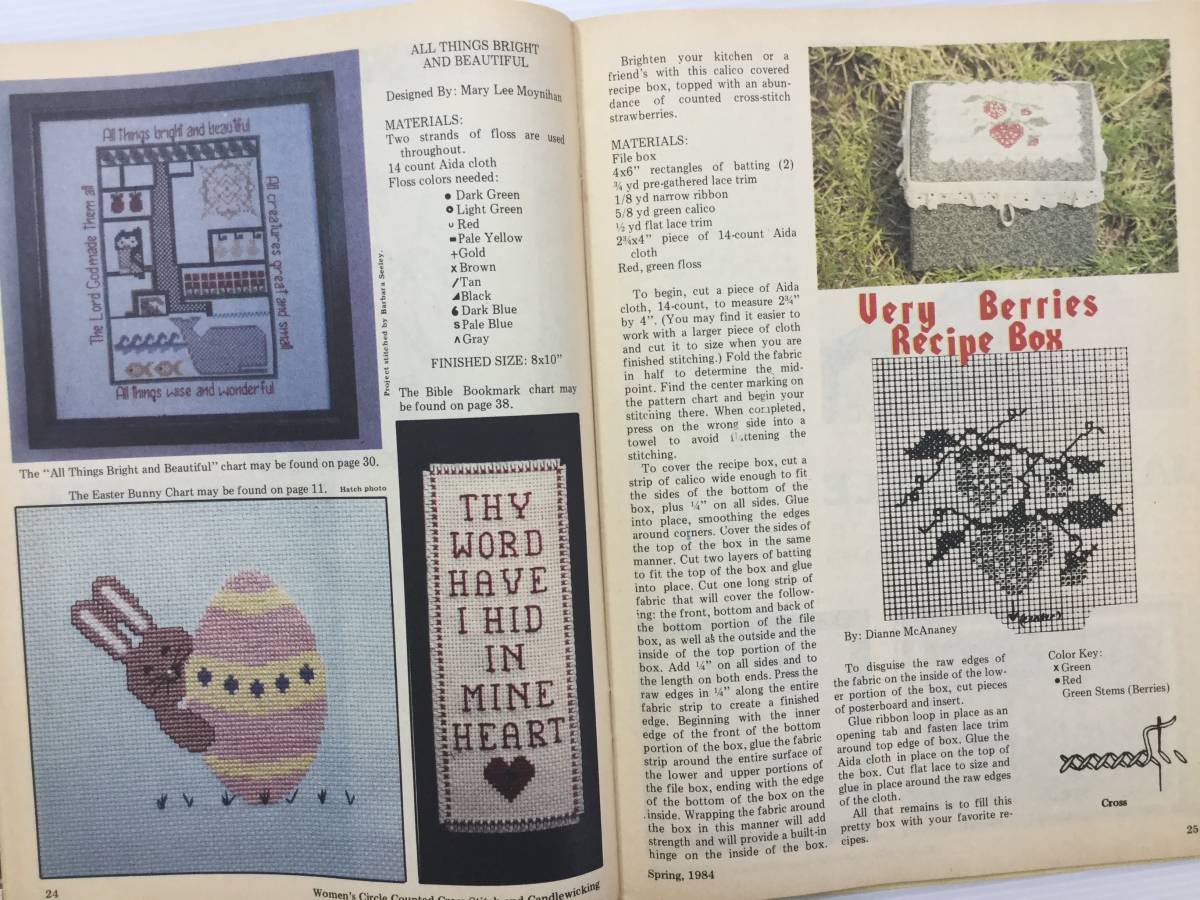 All things bright and beautiful
The Lord God made them all
All creatures great and small
All things wise and wonderful
Project stitched by Barbara Seeley.
The "All Things Bright and Beautiful" chart may be found on page 30.
The Easter Bunny Chart may be found on page 11.
Hatch photo
ALL THINGS BRIGHT
AND BEAUTIFUL
Designed By: Mary Lee Moynihan
MATERIALS:
Two strands of floss are used
throughout.
14 count Aida cloth
Floss colors needed:
Dark Green
Light Green
Red
Pale Yellow
+Gold
x Brown
/Tan
Black
Dark Blue
s Pale Blue
Gray
FINISHED SIZE: 8x10"
The Bible Bookmark chart may
be found on page 38.
THY
WORD
HAVE
I HID
IN
MINE
HEART
24
Women's Circle Counted Cross Stitch and Candlewicking
Brighten your kitchen or a
friend's with this calico covered
recipe box, topped with an abun-
dance of counted cross-stitch
strawberries.
MATERIALS:
File box
4x6" rectangles of batting (2)
¾ yd pre-gathered lace trim
1/8 yd narrow ribbon
5/8 yd green calico
½ yd flat lace trim
2¾x4" piece of 14-count Aida
cloth
Red, green floss
To begin, cut a piece of Aida
cloth, 14-count, to measure 2¾"
by 4". (You may find it easier to
work with a larger piece of cloth
and cut it to size when you are
finished stitching.) Fold the fabric
in half to determine the mid-
point. Find the center marking on
the pattern chart and begin your
stitching there. When completed,
press on the wrong side into a
towel to avoid flattening the
stitching.
To cover the recipe box, cut a
strip of calico wide enough to fit
the sides of the bottom of the
box, plus ¼" on all sides. Glue
into place, smoothing the edges
around corners. Cover the sides of
the top of the box in the same
manner. Cut two layers of batting
to fit the top of the box and glue
into place. Cut one long strip of
fabric that will cover the follow-
ing: the front, bottom and back of
the bottom portion of the file
box, as well as the outside and the
inside of the top portion of the
box. Add ¼" on all sides and to
the length on both ends. Press the
raw edges in ¼" along the entire
fabric strip to create a finished
edge. Beginning with the inner
edge of the front of the bottom
portion of the box, glue the fabric
strip around the entire surface of
the lower and upper portions of
the file box, ending with the edge
of the bottom of the box on the
inside. Wrapping the fabric around
the box in this manner will add
strength and will provide a built-in
hinge on the inside of the box.
Spring, 1984
Very Berries
Recipe Box
By: Dianne McAnaney
To disguise the raw edges of
the fabric on the inside of the low-
er portion of the box, cut pieces
of posterboard and insert.
Glue ribbon loop in place as an
opening tab and fasten lace trim
around top edge of box. Glue the
Aida cloth in place on the top of
the box. Cut flat lace to size and
glue in place around the raw edges
of the cloth.
All that remains is to fill this
pretty box with your favorite re-
cipes.
Color Key:
x Green
• Red
Green Stems (Berries)
Cross
25